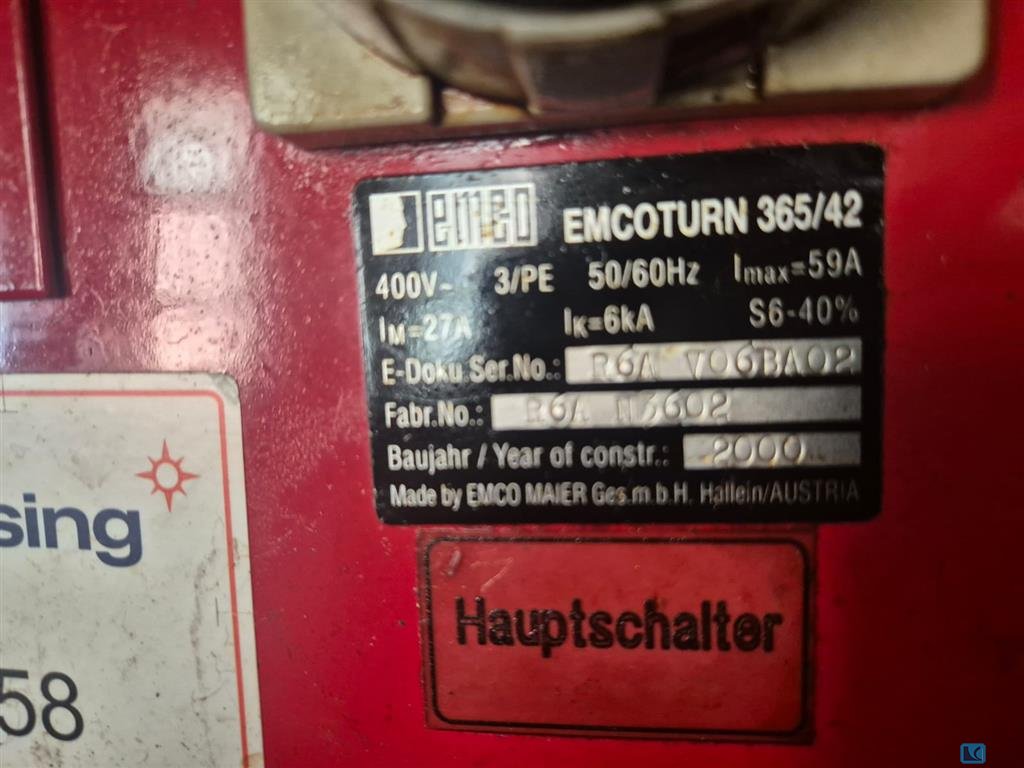 emco EMCOTURN 365/42
400V~ 3/PE 50/60Hz Imax=59A
IM=27A IK=6kA S6-40%
E-Doku.Ser.No.: R6A V06BA02
Fabr.No.: R6A
Baujahr / Year of constr.: 2000
Made by EMCO MAIER Ges.m.b.H. Hallein/AUSTRIA
Hauptschalter
sing
58